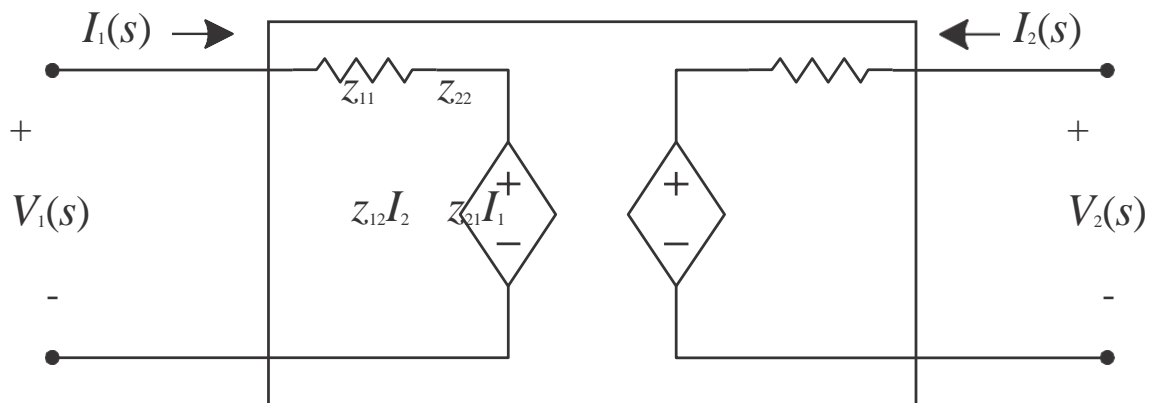 I₁(s) I₂(s)
z₁₁ z₂₂
+ +
V₁(s) z₁₂I₂ z₂₁I₁ + + V₂(s)
− −
- -